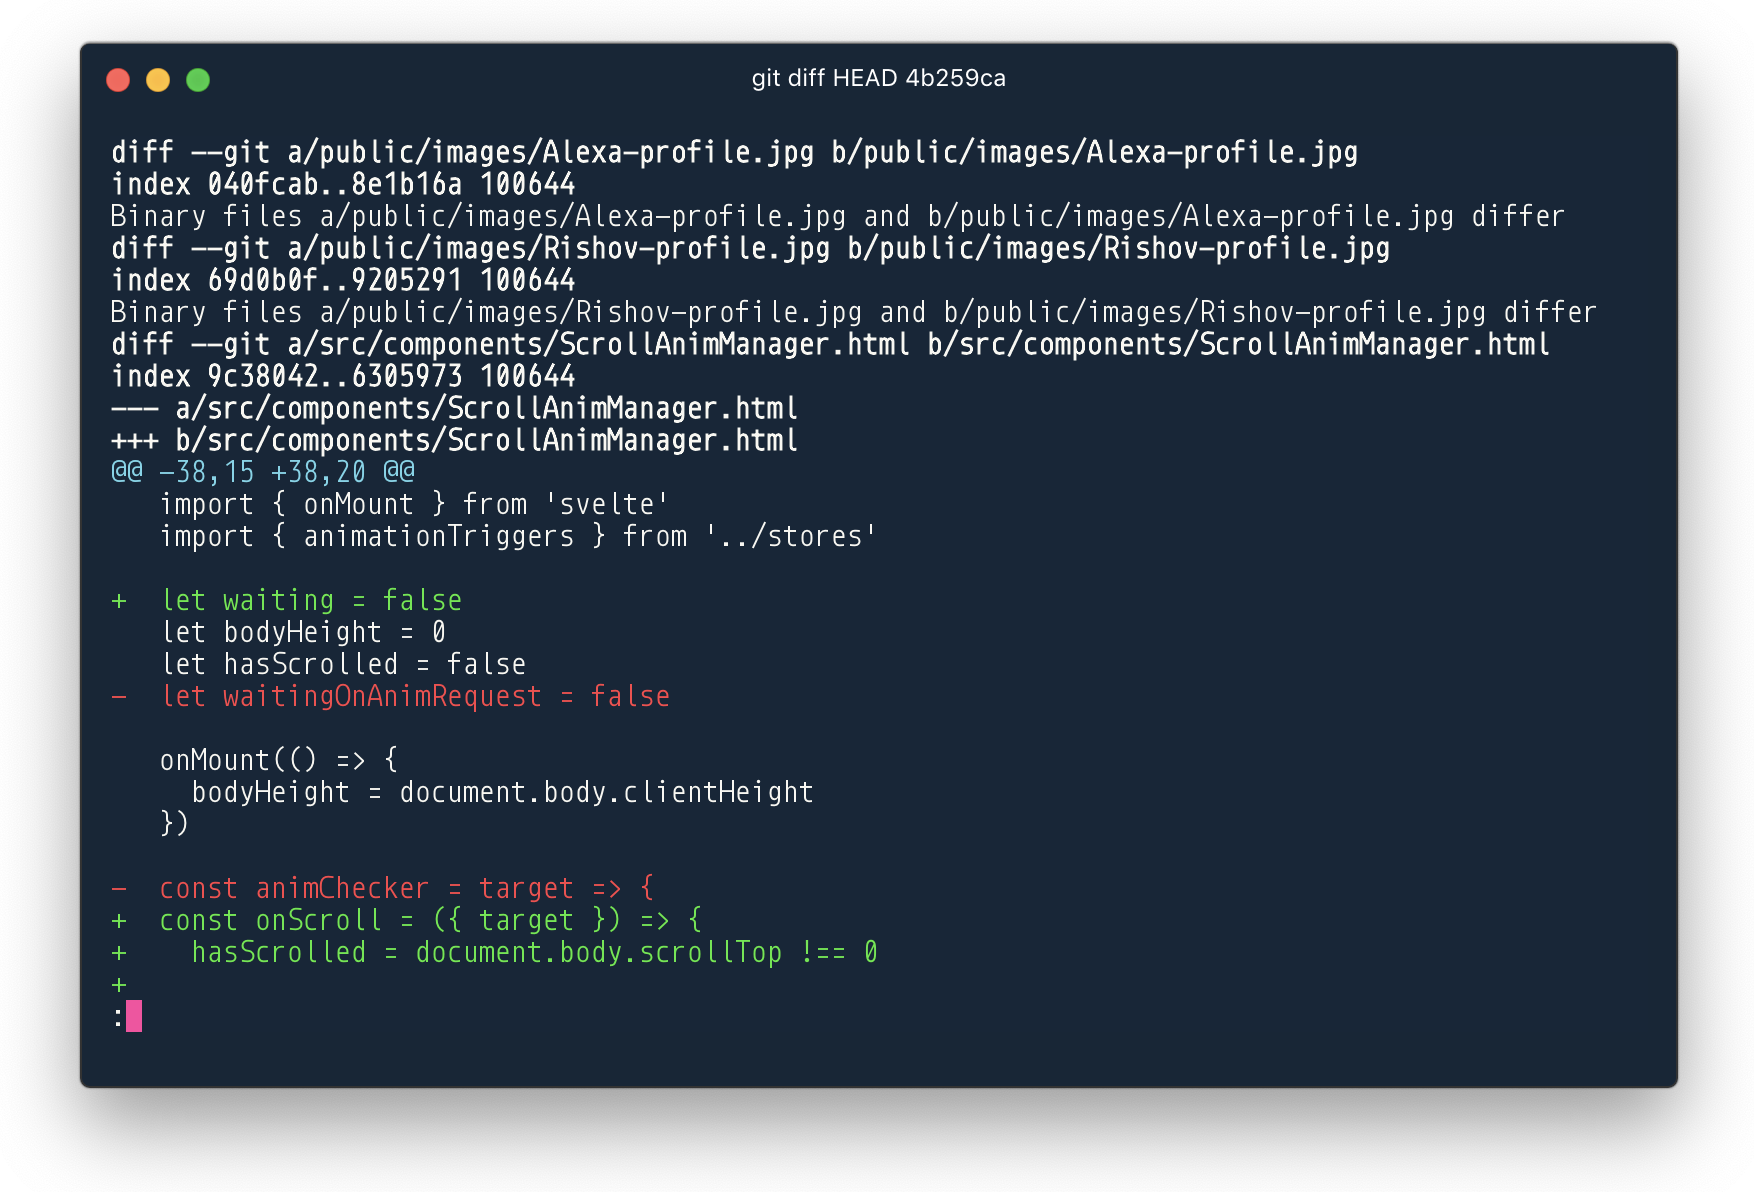 git diff HEAD 4b259ca
diff --git a/public/images/Alexa-profile.jpg b/public/images/Alexa-profile.jpg
index 040fcab..8e1b16a 100644
Binary files a/public/images/Alexa-profile.jpg and b/public/images/Alexa-profile.jpg differ
diff --git a/public/images/Rishov-profile.jpg b/public/images/Rishov-profile.jpg
index 69d0b0f..9205291 100644
Binary files a/public/images/Rishov-profile.jpg and b/public/images/Rishov-profile.jpg differ
diff --git a/src/components/ScrollAnimManager.html b/src/components/ScrollAnimManager.html
index 9c38042..6305973 100644
--- a/src/components/ScrollAnimManager.html
+++ b/src/components/ScrollAnimManager.html
@@ -38,15 +38,20 @@
   import { onMount } from 'svelte'
   import { animationTriggers } from '../stores'

+  let waiting = false
   let bodyHeight = 0
   let hasScrolled = false
-  let waitingOnAnimRequest = false

   onMount(() => {
     bodyHeight = document.body.clientHeight
   })

-  const animChecker = target => {
+  const onScroll = ({ target }) => {
+    hasScrolled = document.body.scrollTop !== 0
+
: